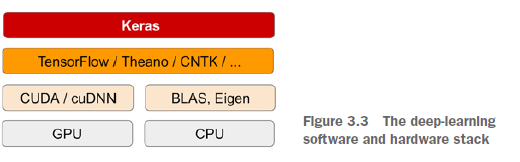 Keras
TensorFlow / Theano / CNTK / ...
CUDA / cuDNN
BLAS, Eigen
GPU
CPU
Figure 3.3 The deep-learning
software and hardware stack